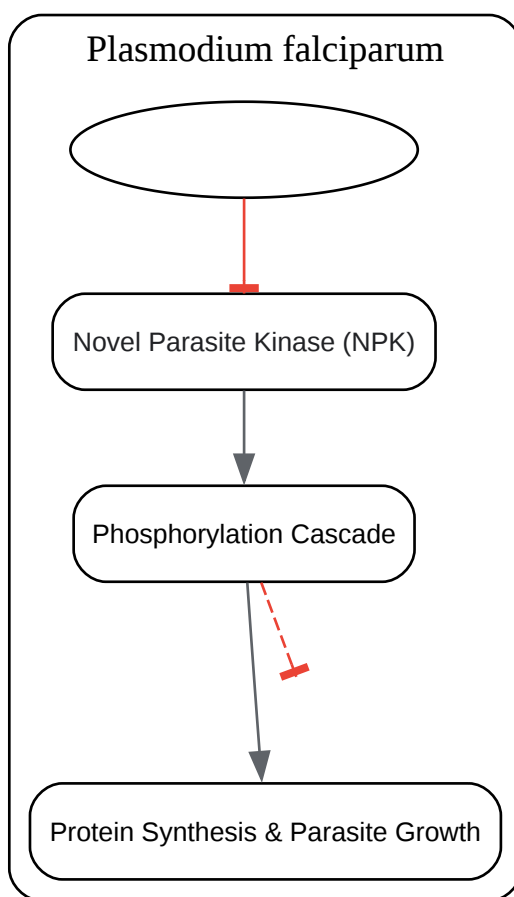 Plasmodium falciparum
Novel Parasite Kinase (NPK)
Phosphorylation Cascade
Protein Synthesis & Parasite Growth